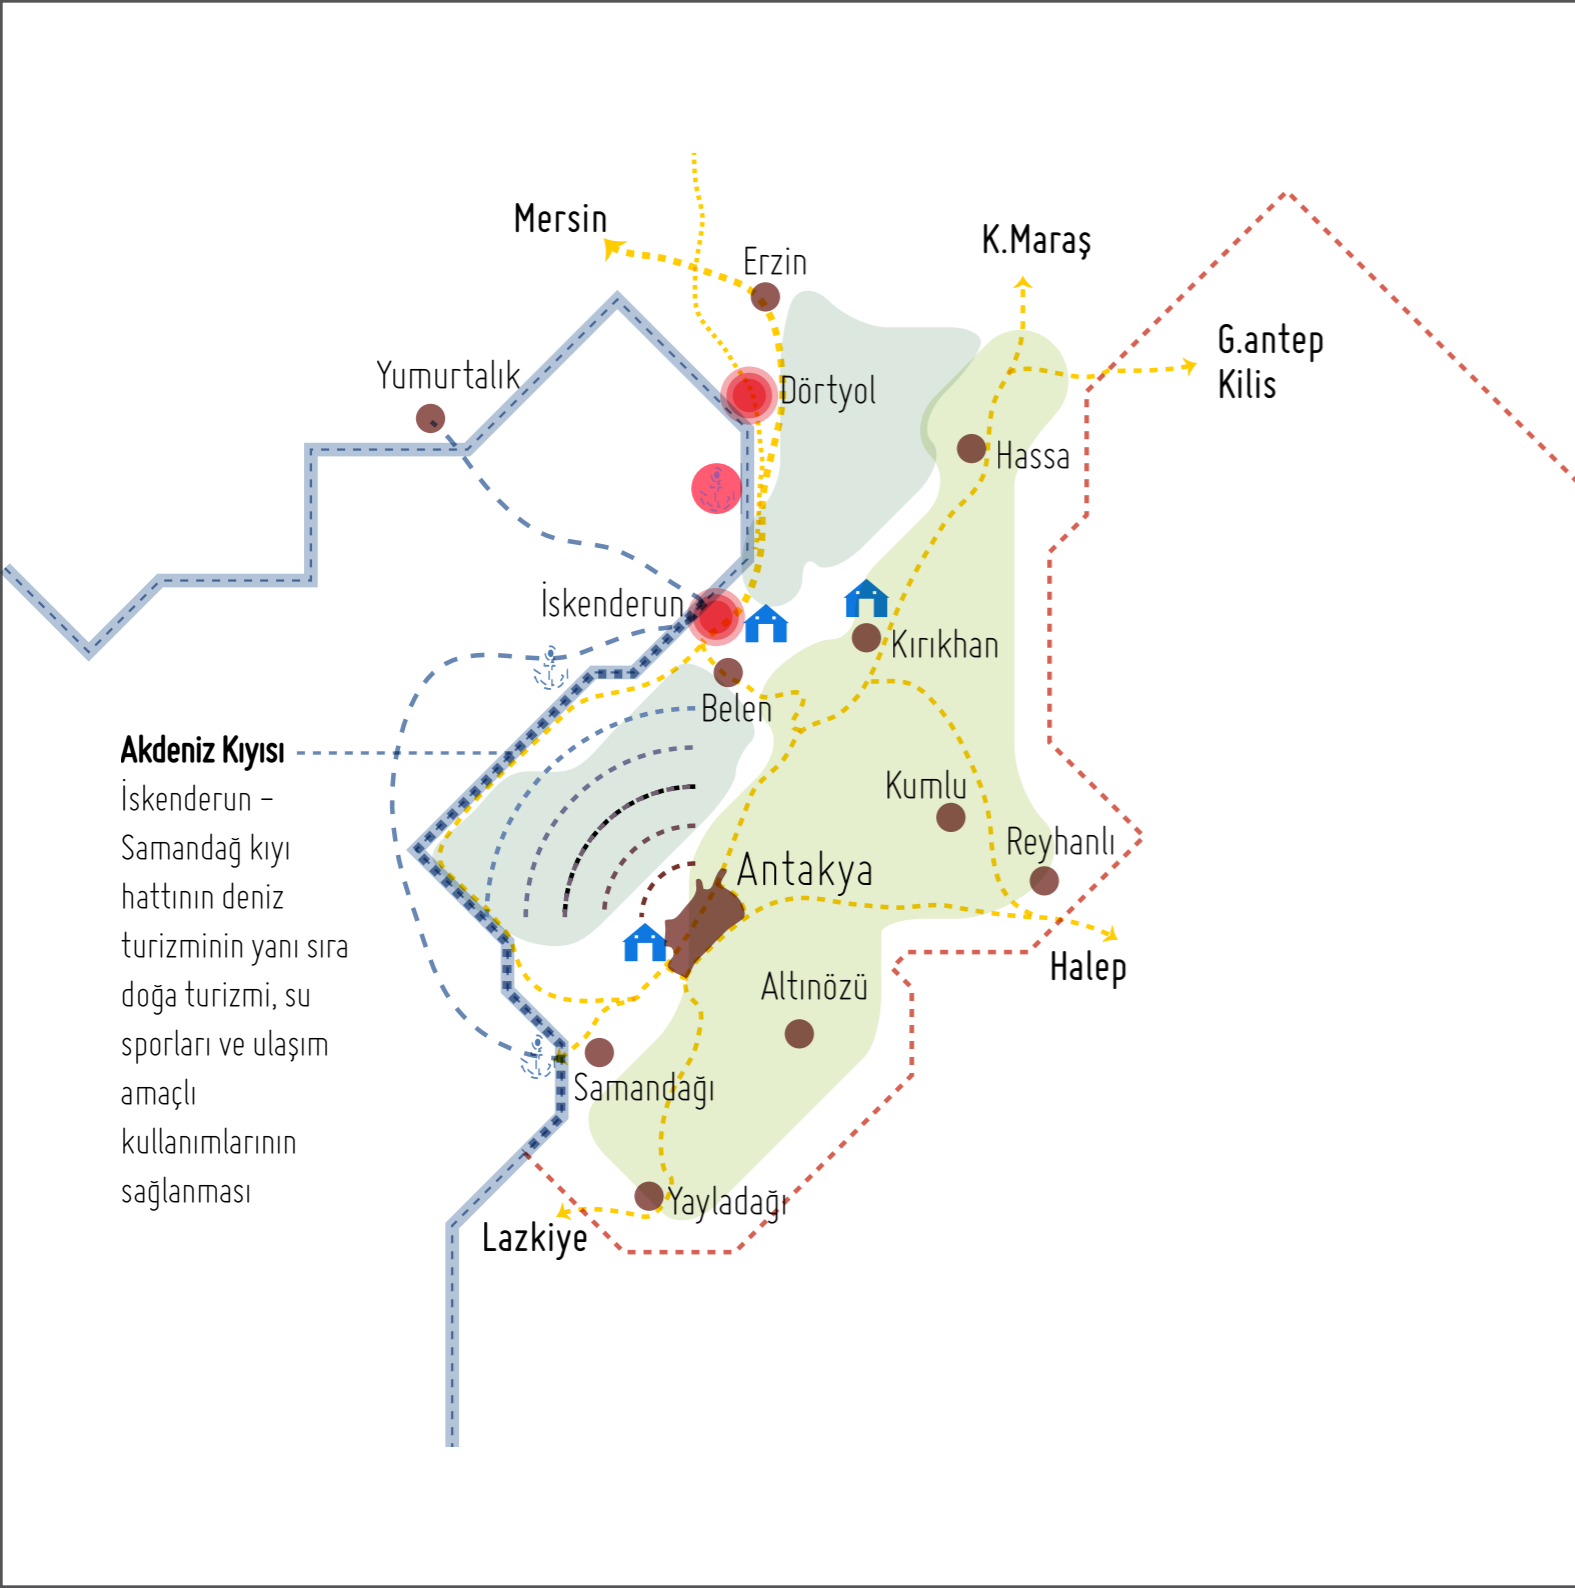 Mersin
K.Maraş
Erzin
G.antep
Kilis
Yumurtalık
Dörtyol
Hassa
İskenderun
Kırıkhan
Belen
Akdeniz Kıyısı
İskenderun –
Samandağ kıyı
hattının deniz
turizminin yanı sıra
doğa turizmi, su
sporları ve ulaşım
amaçlı
kullanımlarının
sağlanması
Kumlu
Reyhanlı
Antakya
Halep
Altınözü
Samandağı
Yayladağı
Lazkiye